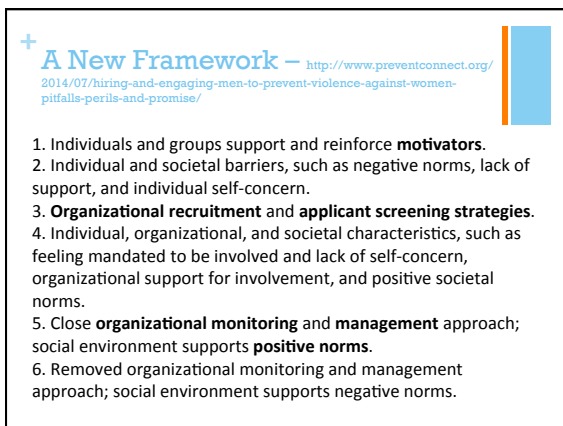 +
A New Framework – http://www.preventconnect.org/
2014/07/hiring-and-engaging-men-to-prevent-violence-against-women-
pitfalls-perils-and-promise/
1. Individuals and groups support and reinforce motivators.
2. Individual and societal barriers, such as negative norms, lack of
support, and individual self-concern.
3. Organizational recruitment and applicant screening strategies.
4. Individual, organizational, and societal characteristics, such as
feeling mandated to be involved and lack of self-concern,
organizational support for involvement, and positive societal
norms.
5. Close organizational monitoring and management approach;
social environment supports positive norms.
6. Removed organizational monitoring and management
approach; social environment supports negative norms.